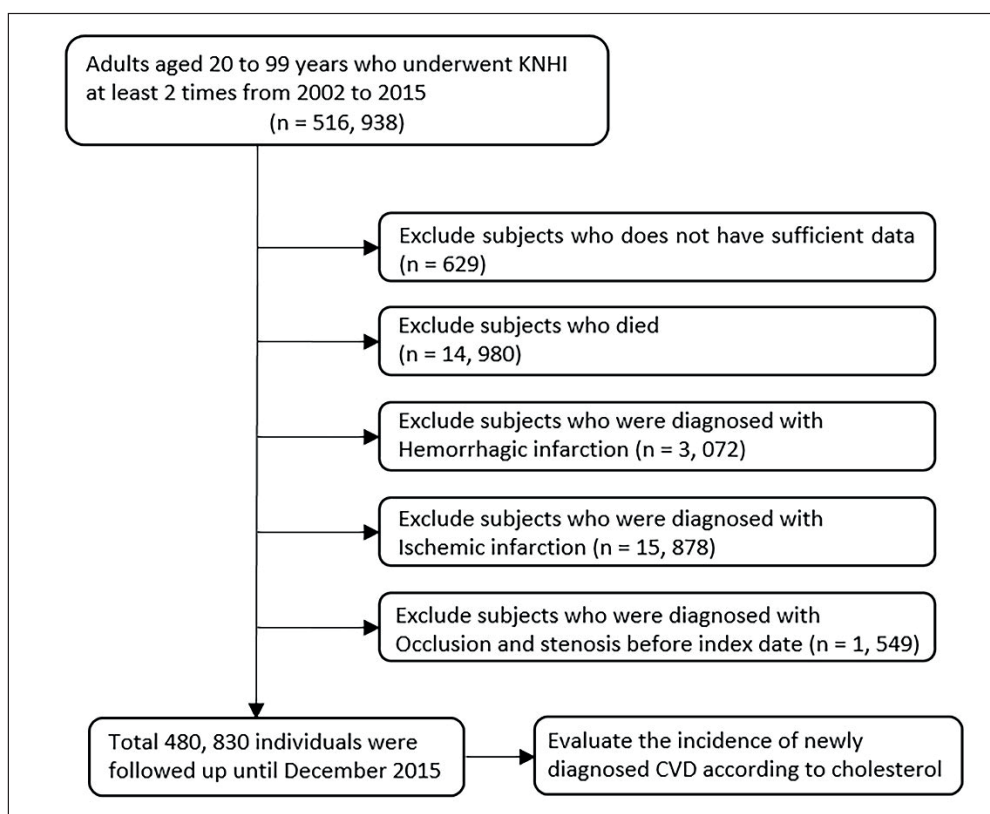 Adults aged 20 to 99 years who underwent KNHI
at least 2 times from 2002 to 2015
(n = 516, 938)
Exclude subjects who does not have sufficient data
(n = 629)
Exclude subjects who died
(n = 14, 980)
Exclude subjects who were diagnosed with
Hemorrhagic infarction (n = 3, 072)
Exclude subjects who were diagnosed with
Ischemic infarction (n = 15, 878)
Exclude subjects who were diagnosed with
Occlusion and stenosis before index date (n = 1, 549)
Total 480, 830 individuals were
followed up until December 2015
Evaluate the incidence of newly
diagnosed CVD according to cholesterol